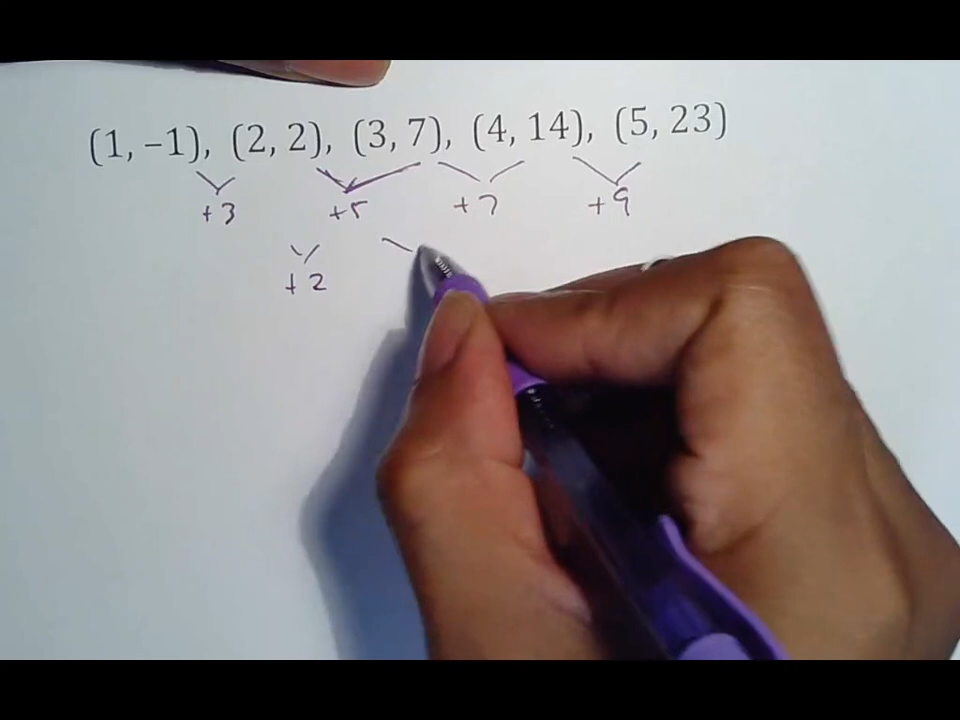 (1, –1), (2, 2), (3, 7), (4, 14), (5, 23)
+3 +5 +7 +9
+2